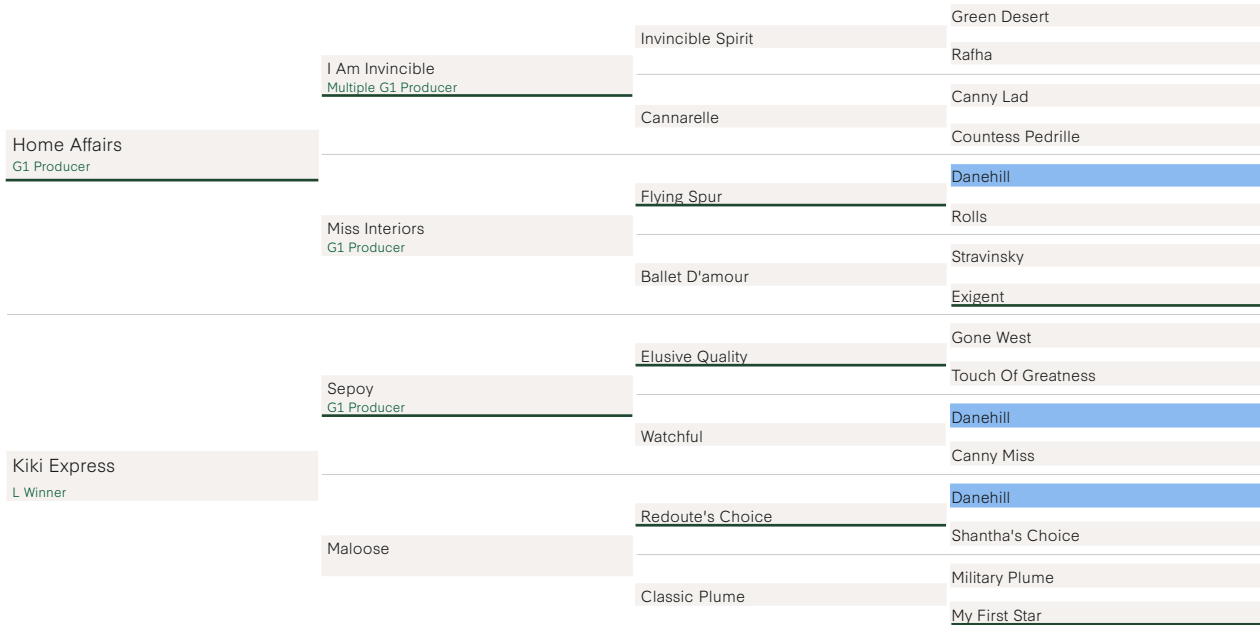 Home Affairs
G1 Producer
Kiki Express
L Winner
I Am Invincible
Multiple G1 Producer
Miss Interiors
G1 Producer
Sepoy
G1 Producer
Maloose
Invincible Spirit
Cannarelle
Flying Spur
Ballet D'amour
Elusive Quality
Watchful
Redoute's Choice
Classic Plume
Green Desert
Rafha
Canny Lad
Countess Pedrille
Danehill
Rolls
Stravinsky
Exigent
Gone West
Touch Of Greatness
Danehill
Canny Miss
Danehill
Shantha's Choice
Military Plume
My First Star